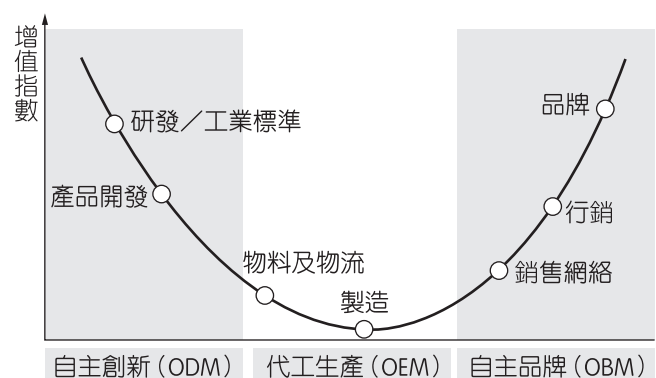 增值指數
研發／工業標準
產品開發
物料及物流
製造
品牌
行銷
銷售網絡
自主創新（ODM）
代工生產（OEM）
自主品牌（OBM）